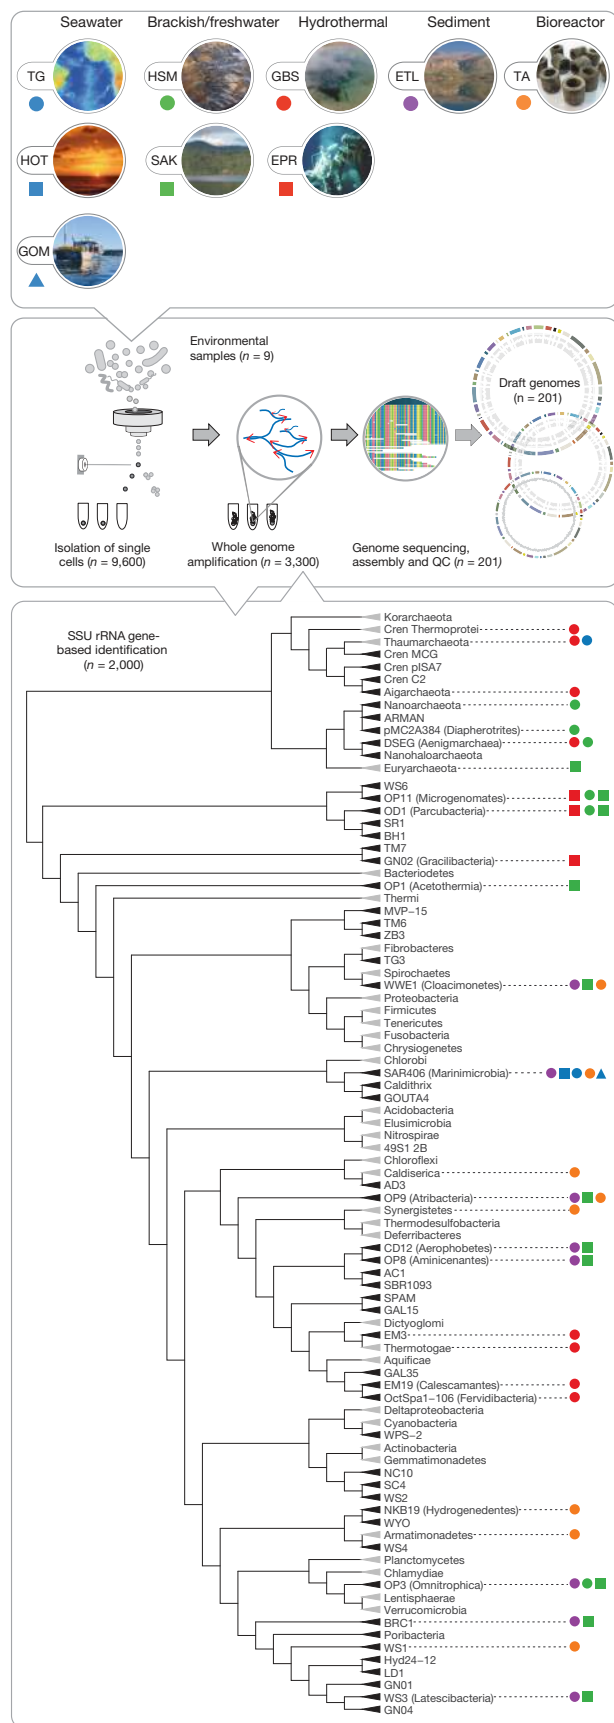 Seawater
Brackish/freshwater
Hydrothermal
Sediment
Bioreactor
TG
HSM
GBS
ETL
TA
HOT
SAK
EPR
GOM
Environmental
samples (n = 9)
Draft genomes
(n = 201)
Isolation of single
cells (n = 9,600)
Whole genome
amplification (n = 3,300)
Genome sequencing,
assembly and QC (n = 201)
SSU rRNA gene-
based identification
(n = 2,000)
Korarchaeota
Cren Thermoprotei
Thaumarchaeota
Cren MCG
Cren pISA7
Cren C2
Aigarchaeota
Nanoarchaeota
ARMAN
pMC2A384 (Diapherotrites)
DSEG (Aenigmarchaea)
Nanohaloarchaeota
Euryarchaeota
WS6
OP11 (Microgenomates)
OD1 (Parcubacteria)
SR1
BH1
TM7
GN02 (Gracilibacteria)
Bacteriodetes
OP1 (Acetothermia)
Thermi
MVP−15
TM6
ZB3
Fibrobacteres
TG3
Spirochaetes
WWE1 (Cloacimonetes)
Proteobacteria
Firmicutes
Tenericutes
Fusobacteria
Chrysiogenetes
Chlorobi
SAR406 (Marinimicrobia)
Caldithrix
GOUTA4
Acidobacteria
Elusimicrobia
Nitrospirae
49S1 2B
Chloroflexi
Caldiserica
AD3
OP9 (Atribacteria)
Synergistetes
Thermodesulfobacteria
Deferribacteres
CD12 (Aerophobetes)
OP8 (Aminicenantes)
AC1
SBR1093
SPAM
GAL15
Dictyoglomi
EM3
Thermotogae
Aquificae
GAL35
EM19 (Calescamantes)
OctSpa1−106 (Fervidibacteria)
Deltaproteobacteria
Cyanobacteria
WPS−2
Actinobacteria
Gemmatimonadetes
NC10
SC4
WS2
NKB19 (Hydrogenedentes)
WYO
Armatimonadetes
WS4
Planctomycetes
Chlamydiae
OP3 (Omnitrophica)
Lentisphaerae
Verrucomicrobia
BRC1
Poribacteria
WS1
Hyd24−12
LD1
GN01
WS3 (Latescibacteria)
GN04